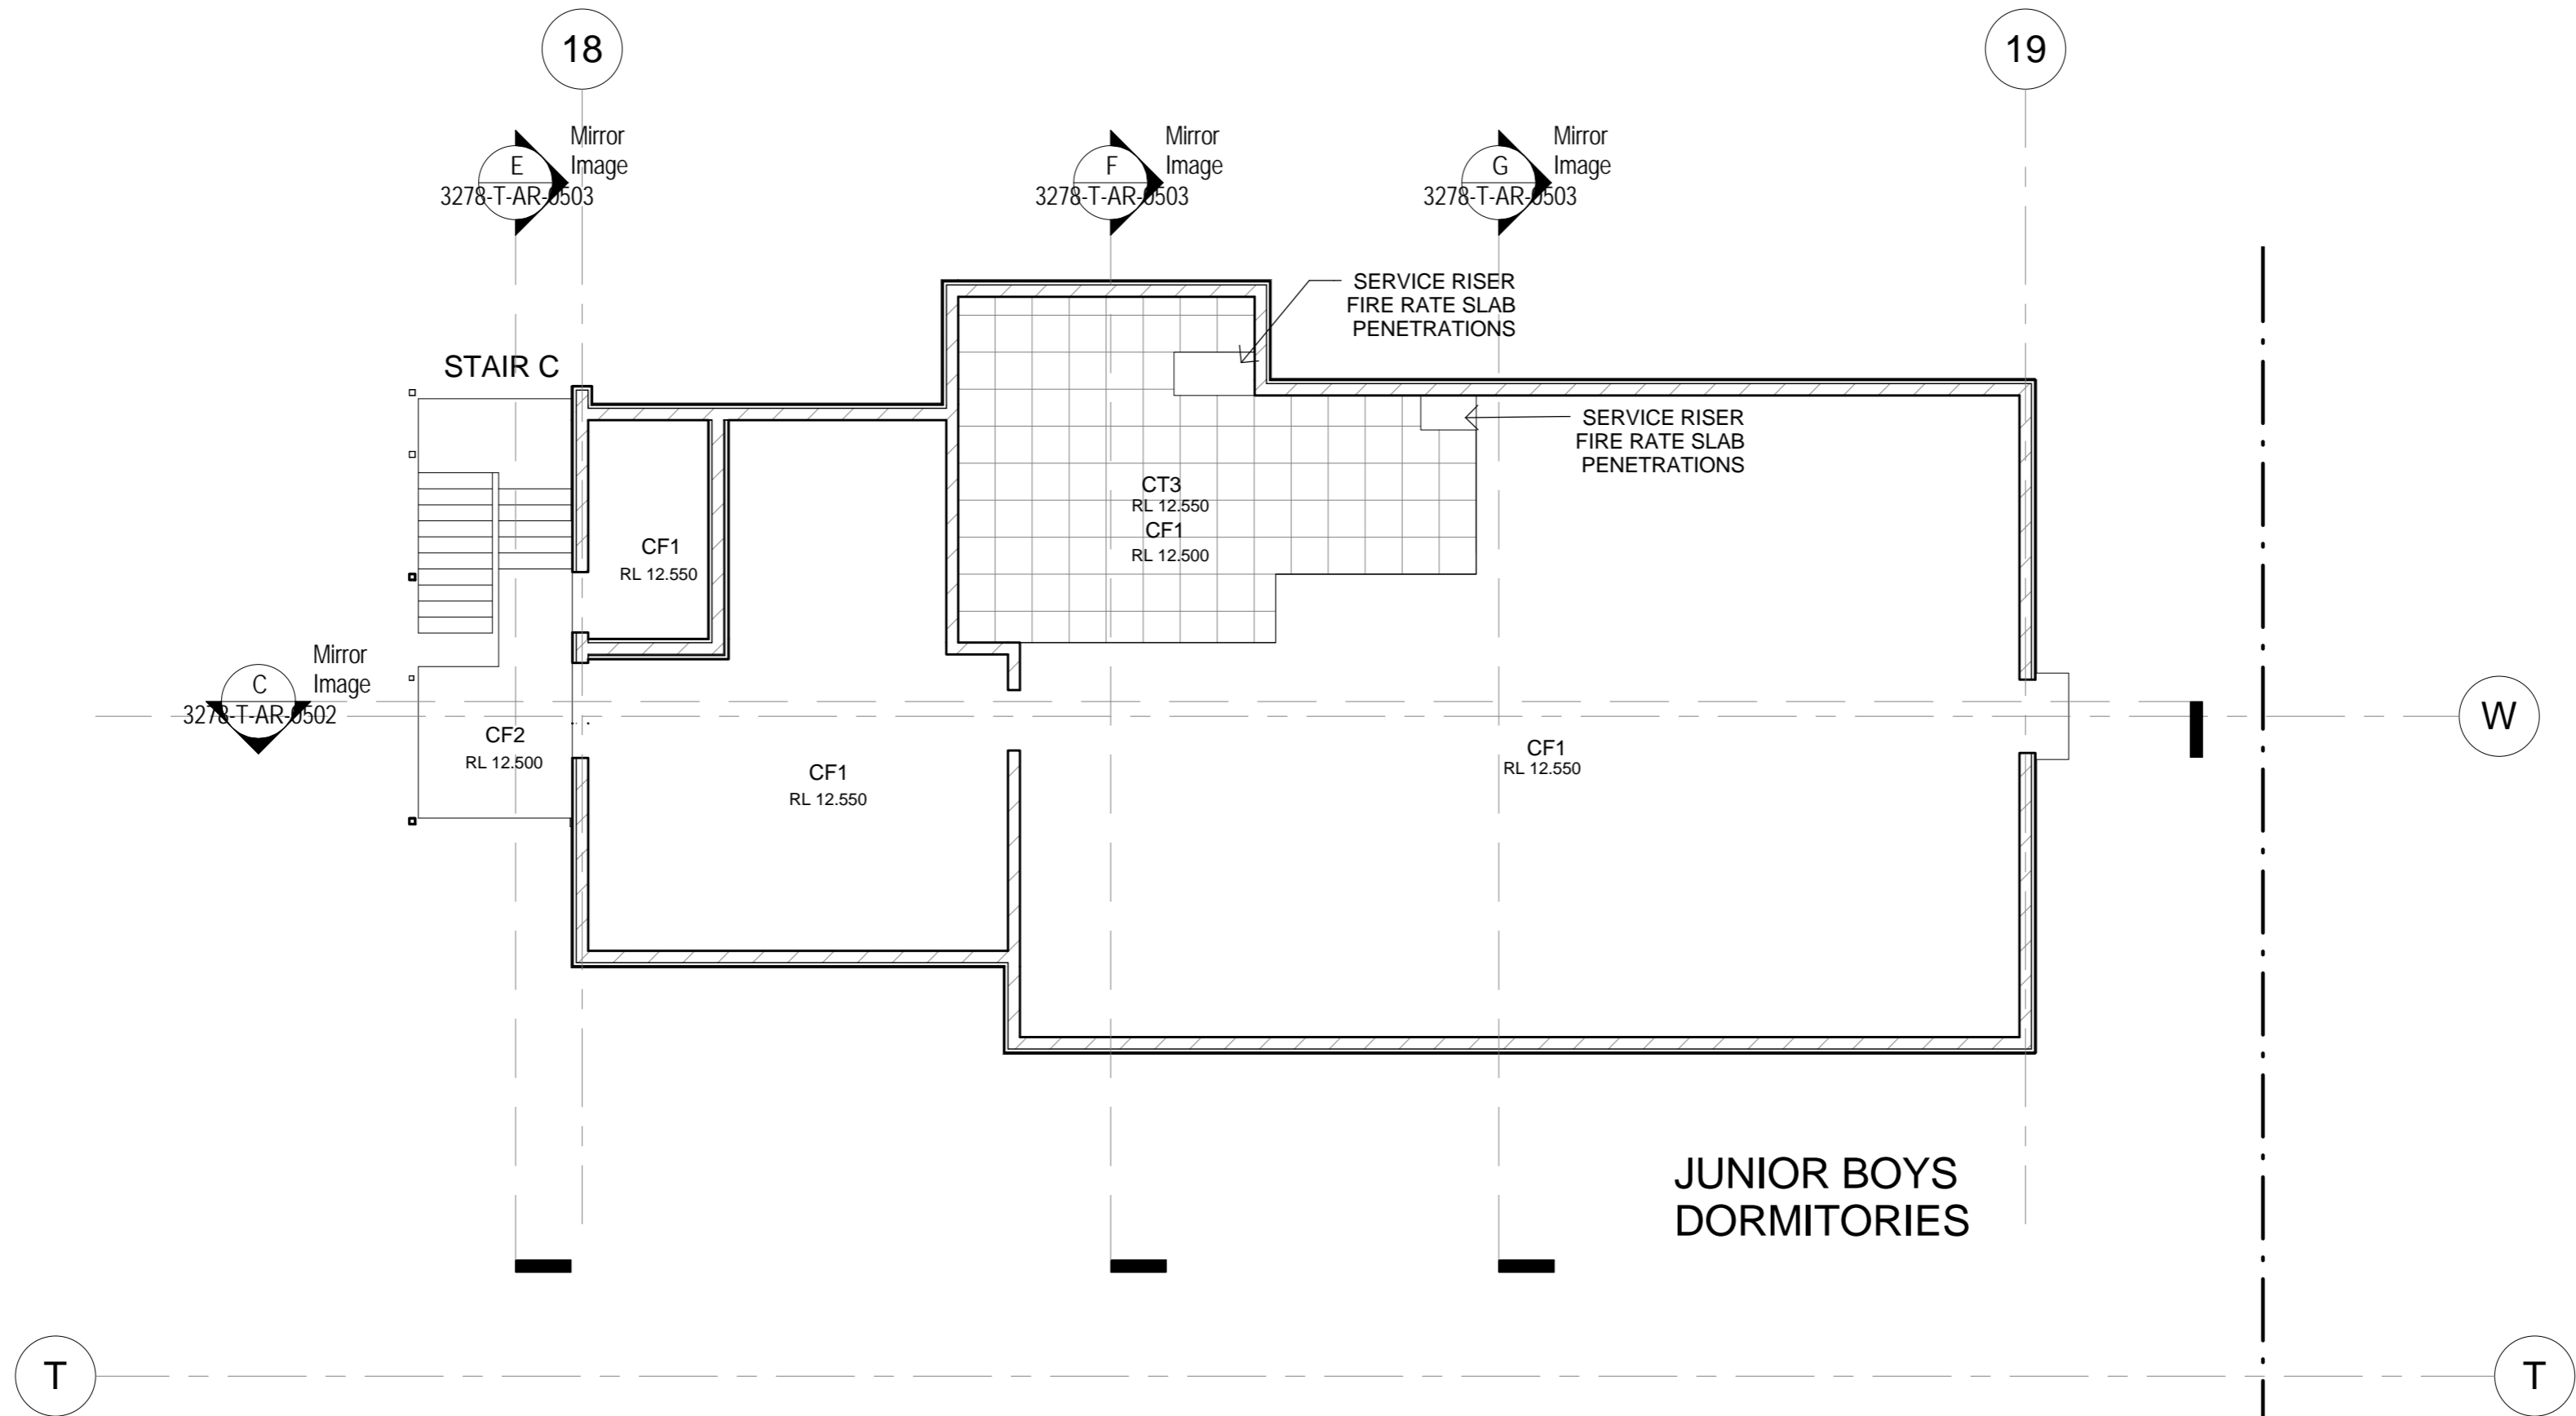 18
19
Mirror
Image
E
3278-T-AR-0503
Mirror
Image
F
3278-T-AR-0503
Mirror
Image
G
3278-T-AR-0503
SERVICE RISER
FIRE RATE SLAB
PENETRATIONS
STAIR C
SERVICE RISER
FIRE RATE SLAB
PENETRATIONS
CT3
RL 12.550
CF1
RL 12.500
CF1
RL 12.550
Mirror
Image
C
3278-T-AR-0502
W
CF2
RL 12.500
CF1
RL 12.550
CF1
RL 12.550
JUNIOR BOYS
DORMITORIES
T
T